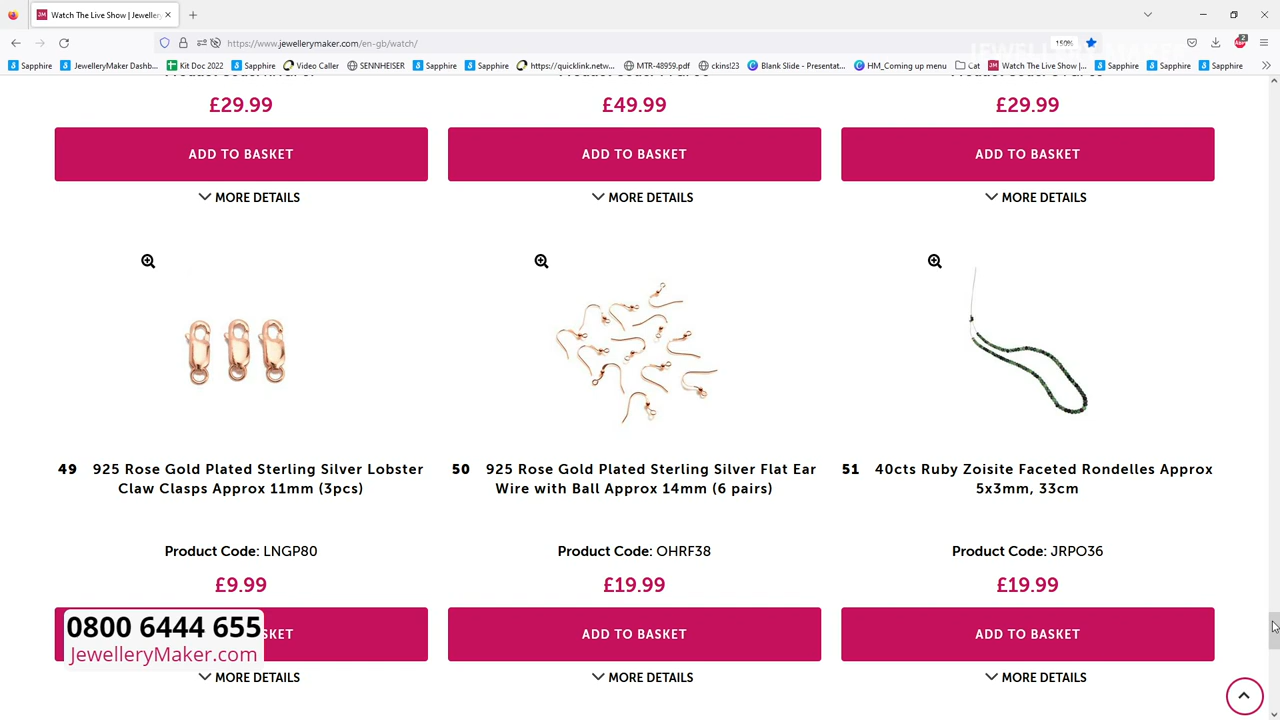 Watch The Live Show | Jeweller
https://www.jewellerymaker.com
gb/watch/
150%
JEWELLERYMAKER
2
Sapphire
JewelleryMaker Dashb...
Kit Doc 2022
Sapphire
Video Caller
SENNHEISER
Sapphire
Sapphire
https://quicklink.netw...
MTR-48959.pdf
ckins!23
Blank Slide - Presentat...
HM_Coming up menu
Cat
Watch The Live Show |...
Sapphire
Sapphire
Sapphire
£29.99
£49.99
£29.99
ADD TO BASKET
ADD TO BASKET
ADD TO BASKET
MORE DETAILS
MORE DETAILS
MORE DETAILS
49 925 Rose Gold Plated Sterling Silver Lobster
Claw Clasps Approx 11mm (3pcs)
50 925 Rose Gold Plated Sterling Silver Flat Ear
Wire with Ball Approx 14mm (6 pairs)
51 40cts Ruby Zoisite Faceted Rondelles Approx
5x3mm, 33cm
Product Code: LNGP80
Product Code: OHRF38
Product Code: JRPO36
£9.99
£19.99
£19.99
SKET
ADD TO BASKET
ADD TO BASKET
0800 6444 655
JewelleryMaker.com
MORE DETAILS
MORE DETAILS
MORE DETAILS